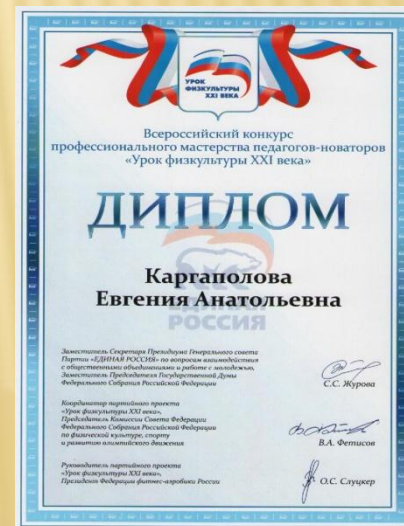 УРОК
ФИЗКУЛЬТУРЫ
XXI ВЕКА
Всероссийский конкурс
профессионального мастерства педагогов-новаторов
«Урок физкультуры XXI века»
ДИПЛОМ
Каргаполова
Евгения Анатольевна
ЕДИНАЯ
РОССИЯ
Заместитель Секретаря Президиума Генерального совета
Партии «ЕДИНАЯ РОССИЯ» по вопросам взаимодействия
с общественными объединениями и работе с молодежью,
Заместитель Председателя Государственной Думы
Федерального Собрания Российской Федерации
С.С. Журова
Координатор партийного проекта
«Урок физкультуры XXI века»,
Председатель Комиссии Совета Федерации
Федерального Собрания Российской Федерации
по физической культуре, спорту
и развитию олимпийского движения
В.А. Фетисов
Руководитель партийного проекта
«Урок физкультуры XXI века»,
Президент Федерации фитнес-аэробики России
О.С. Слуцкер